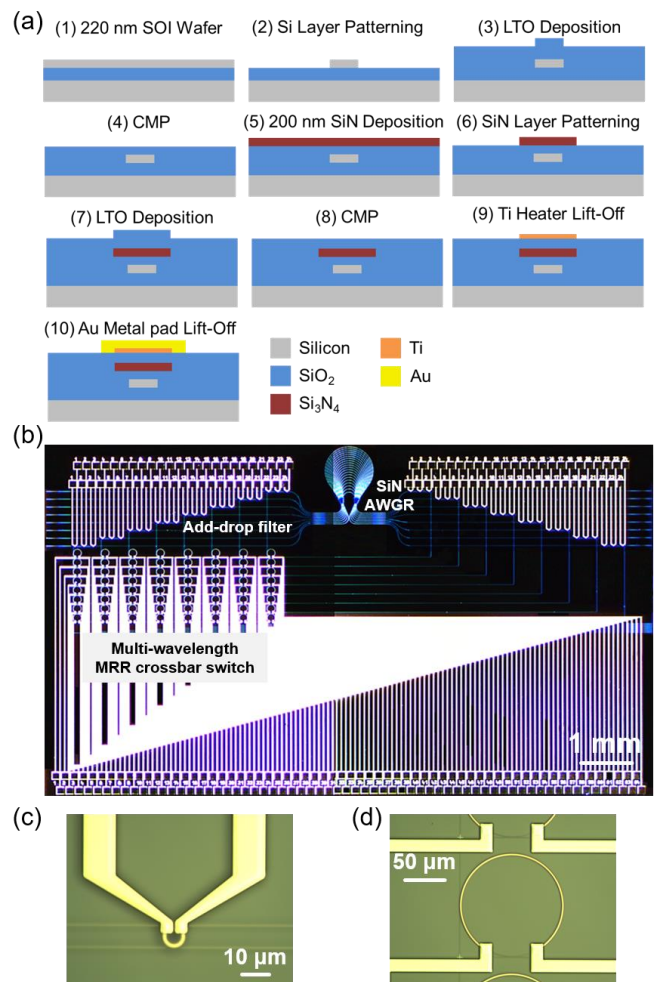 (a)
(1) 220 nm SOI Wafer
(2) Si Layer Patterning
(3) LTO Deposition
(4) CMP
(5) 200 nm SiN Deposition
(6) SiN Layer Patterning
(7) LTO Deposition
(8) CMP
(9) Ti Heater Lift-Off
(10) Au Metal pad Lift-Off
Silicon
Ti
SiO₂
Au
Si₃N₄
(b)
SiN
AWGR
Add-drop filter
Multi-wavelength
MRR crossbar switch
1 mm
(c)
10 µm
(d)
50 µm